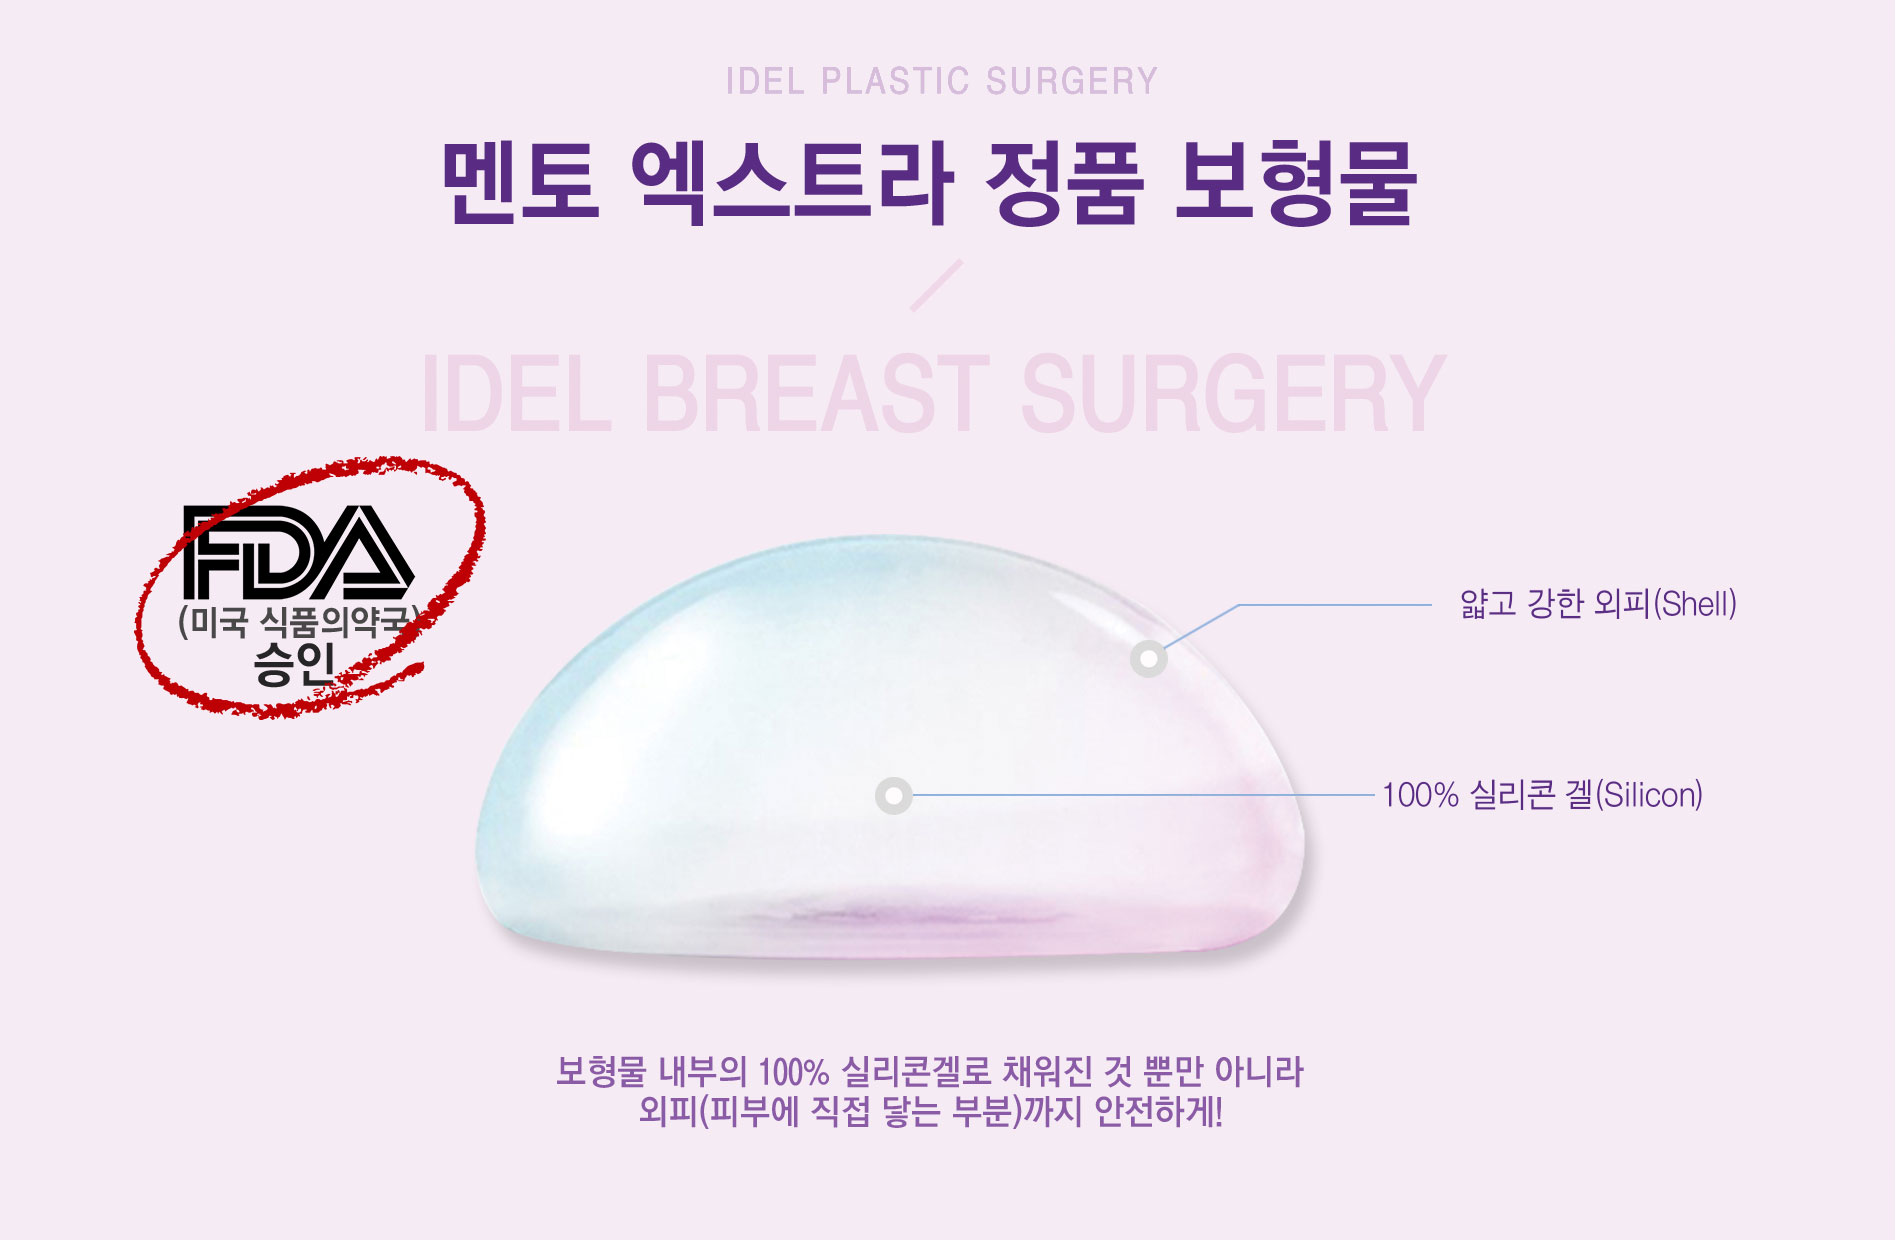 IDEL PLASTIC SURGERY
멘토 엑스트라 정품 보형물
IDEL BREAST SURGERY
FDA
(미국 식품의약국)
승인
얇고 강한 외피(Shell)
100% 실리콘 겔(Silicon)
보형물 내부의 100% 실리콘겔로 채워진 것 뿐만 아니라
외피(피부에 직접 닿는 부분)까지 안전하게!